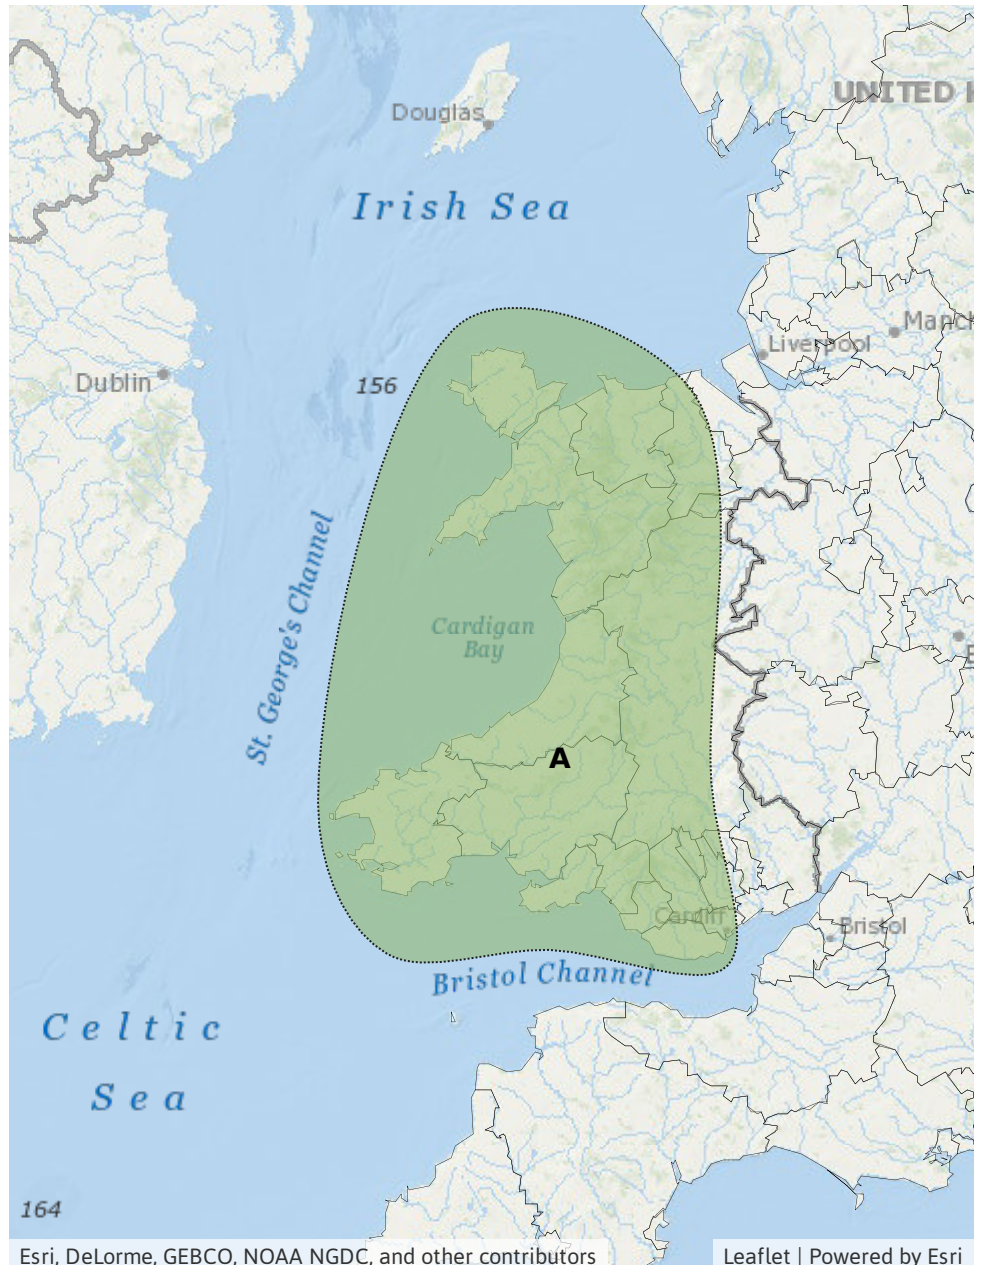 Douglas
UNITED K
Irish Sea
Manch
Liverpool
Dublin
156
St. George's Channel
Cardigan
Bay
A
Cardiff
Bristol
Bristol Channel
Celtic
Sea
164
Esri, DeLorme, GEBCO, NOAA NGDC, and other contributors
Leaflet | Powered by Esri